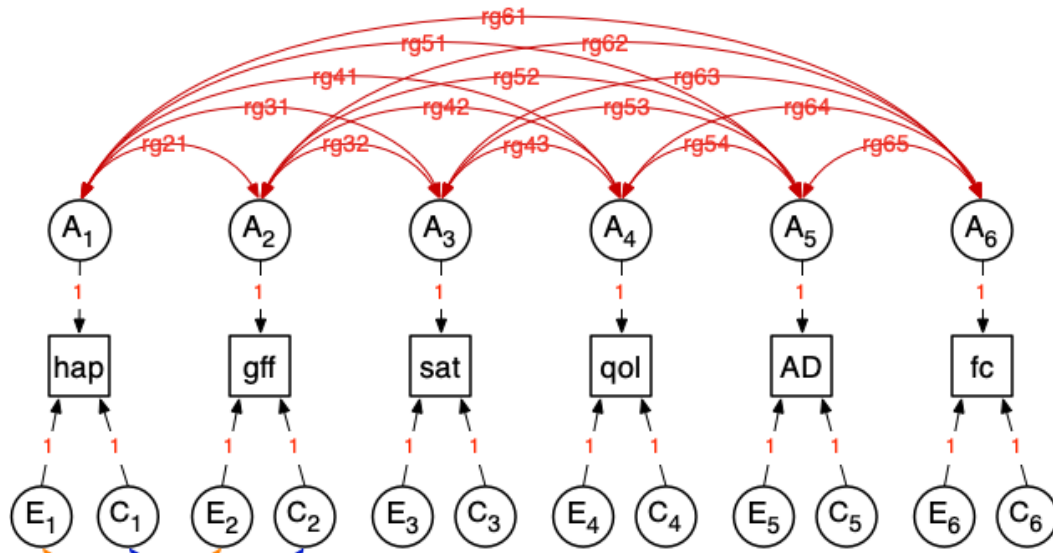 rg61
rg51 rg62
rg41 rg52 rg63
rg31 rg42 rg53 rg64
rg21 rg32 rg43 rg54 rg65
A1 A2 A3 A4 A5 A6
1 1 1 1 1 1
hap gff sat qol AD fc
1 1 1 1 1 1 1 1 1 1 1 1
E1 C1 E2 C2 E3 C3 E4 C4 E5 C5 E6 C6